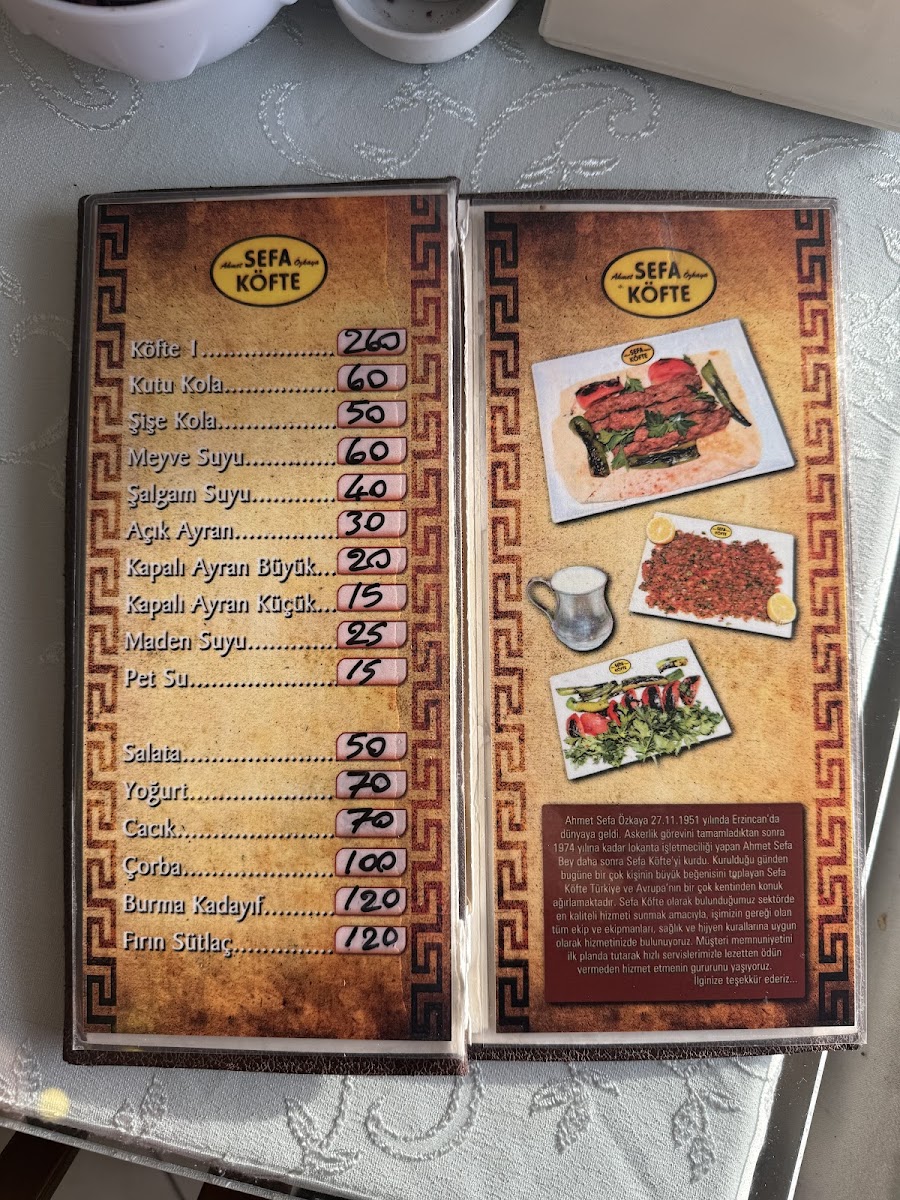 Ahmet SEFA Özkaya
KÖFTE
Köfte 1.................... 260
Kutu Kola................. 60
Şişe Kola.................. 50
Meyve Suyu.............. 60
Şalgam Suyu............. 40
Açık Ayran................ 30
Kapalı Ayran Büyük... 20
Kapalı Ayran Küçük... 15
Maden Suyu.............. 25
Pet Su...................... 15
Salata....................... 50
Yoğurt...................... 70
Cacık........................ 70
Çorba....................... 100
Burma Kadayıf........... 120
Fırın Sütlaç................ 120
Ahmet SEFA Özkaya
KÖFTE
SEFA
KÖFTE
SEFA
KÖFTE
SEFA
KÖFTE
Ahmet Sefa Özkaya 27.11.1951 yılında Erzincan'da
dünyaya geldi. Askerlik görevini tamamladıktan sonra
1974 yılına kadar lokanta işletmeciliği yapan Ahmet Sefa
Bey daha sonra Sefa Köfte'yi kurdu. Kurulduğu günden
bugüne bir çok kişinin büyük beğenisini toplayan Sefa
Köfte Türkiye ve Avrupa'nın bir çok kentinden konuk
ağırlamaktadır. Sefa Köfte olarak bulunduğumuz sektörde
en kaliteli hizmeti sunmak amacıyla, işimizin gereği olan
tüm ekip ve ekipmanları, sağlık ve hijyen kurallarına uygun
olarak hizmetinizde bulunuyoruz. Müşteri memnuniyetini
ilk planda tutarak hızlı servislerimizle lezzetten ödün
vermeden hizmet etmenin gururunu yaşıyoruz.
İlginize teşekkür ederiz...